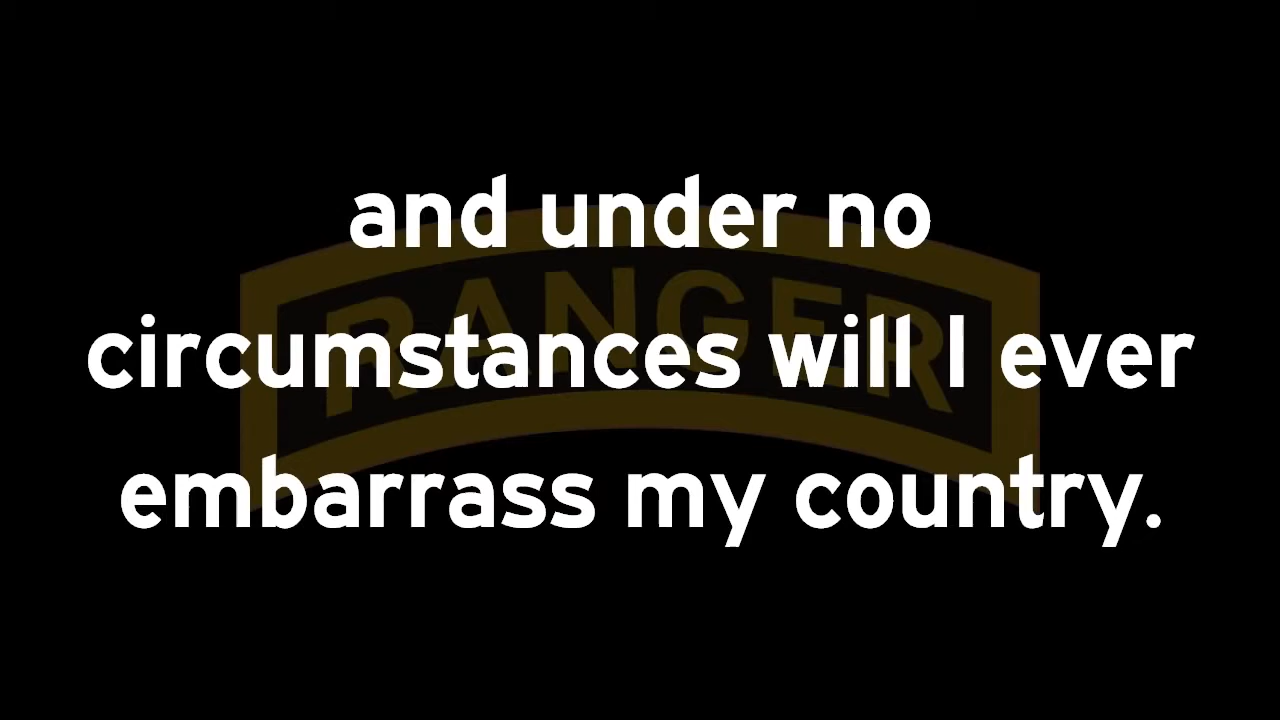 and under no
RANGER
circumstances will I ever
embarrass my country.